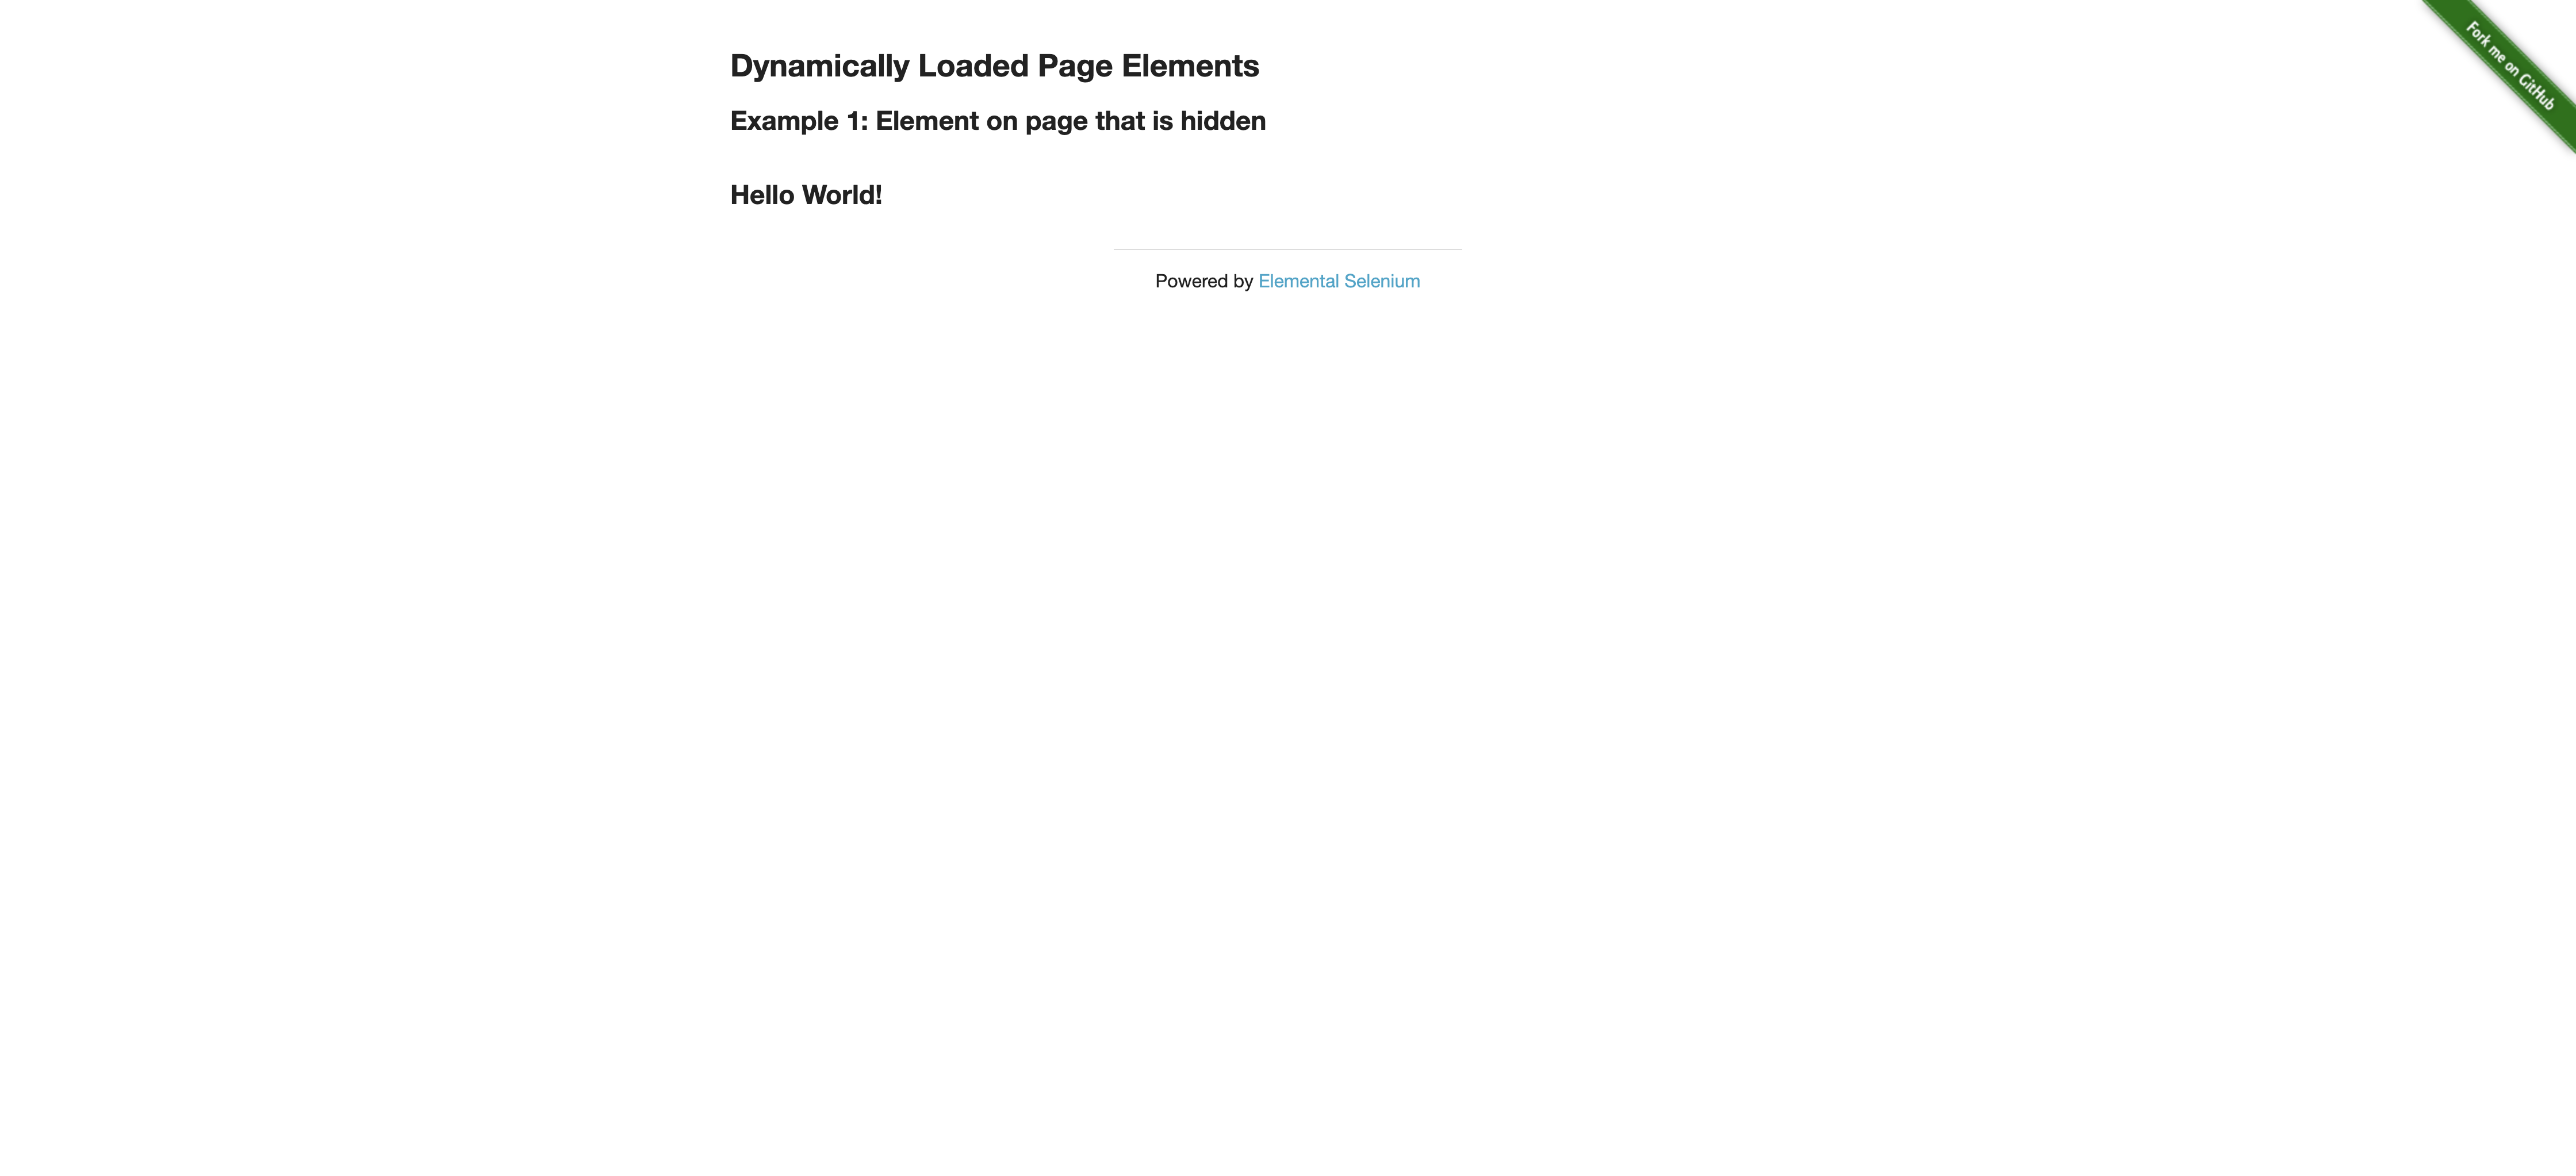 Dynamically Loaded Page Elements
Example 1: Element on page that is hidden
Hello World!
Powered by Elemental Selenium
Fork me on GitHub